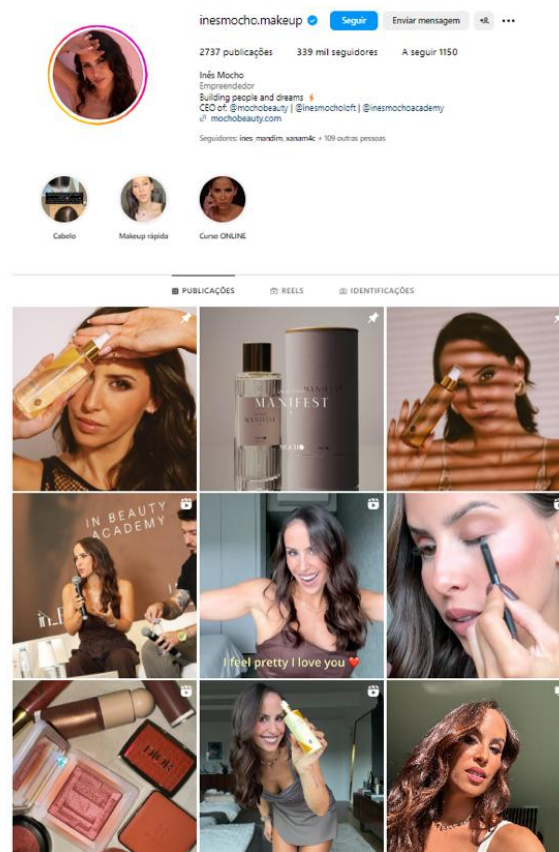 inesmocho.makeup
Seguir
Enviar mensagem
2737 publicações 339 mil seguidores A seguir 1150
Inês Mocho
Empreendedor
Building people and dreams ⚡
CEO of: @mochobeauty | @inesmocholoft | @inesmochoacademy
mochobeauty.com
Seguidores: ines_mandim, xanam4c + 109 outras pessoas
Cabelo
Makeup rápida
Curso ONLINE
PUBLICAÇÕES
REELS
IDENTIFICAÇÕES
MANIFEST
MOCHO
IN BEAUTY
ACADEMY
I feel pretty I love you ❤️
DIOR